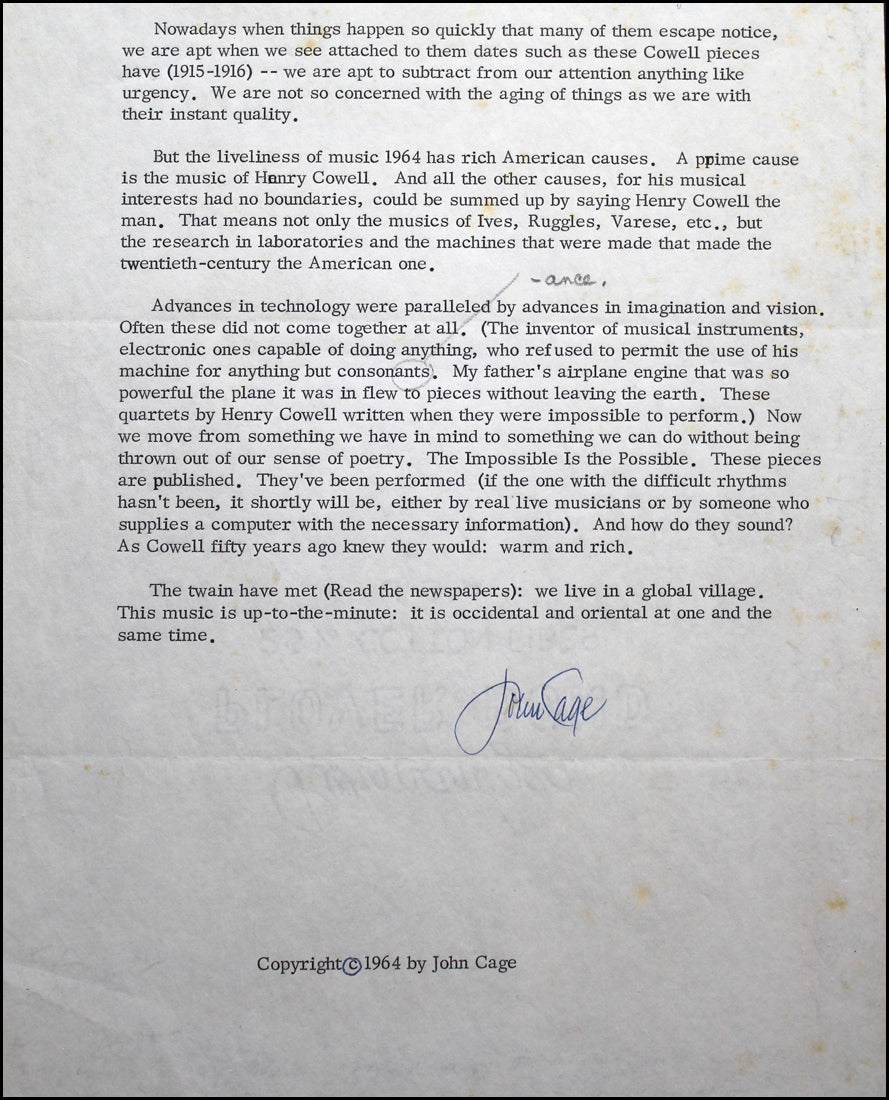 Nowadays when things happen so quickly that many of them escape notice,
we are apt when we see attached to them dates such as these Cowell pieces
have (1915-1916) -- we are apt to subtract from our attention anything like
urgency. We are not so concerned with the aging of things as we are with
their instant quality.
But the liveliness of music 1964 has rich American causes. A ppime cause
is the music of Henry Cowell. And all the other causes, for his musical
interests had no boundaries, could be summed up by saying Henry Cowell the
man. That means not only the musics of Ives, Ruggles, Varese, etc., but
the research in laboratories and the machines that were made that made the
twentieth-century the American one.
-ance.
Advances in technology were paralleled by advances in imagination and vision.
Often these did not come together at all. (The inventor of musical instruments,
electronic ones capable of doing anything, who refused to permit the use of his
machine for anything but consonants. My father's airplane engine that was so
powerful the plane it was in flew to pieces without leaving the earth. These
quartets by Henry Cowell written when they were impossible to perform.) Now
we move from something we have in mind to something we can do without being
thrown out of our sense of poetry. The Impossible Is the Possible. These pieces
are published. They've been performed (if the one with the difficult rhythms
hasn't been, it shortly will be, either by real live musicians or by someone who
supplies a computer with the necessary information). And how do they sound?
As Cowell fifty years ago knew they would: warm and rich.
The twain have met (Read the newspapers): we live in a global village.
This music is up-to-the-minute: it is occidental and oriental at one and the
same time.
John Cage
Copyright © 1964 by John Cage